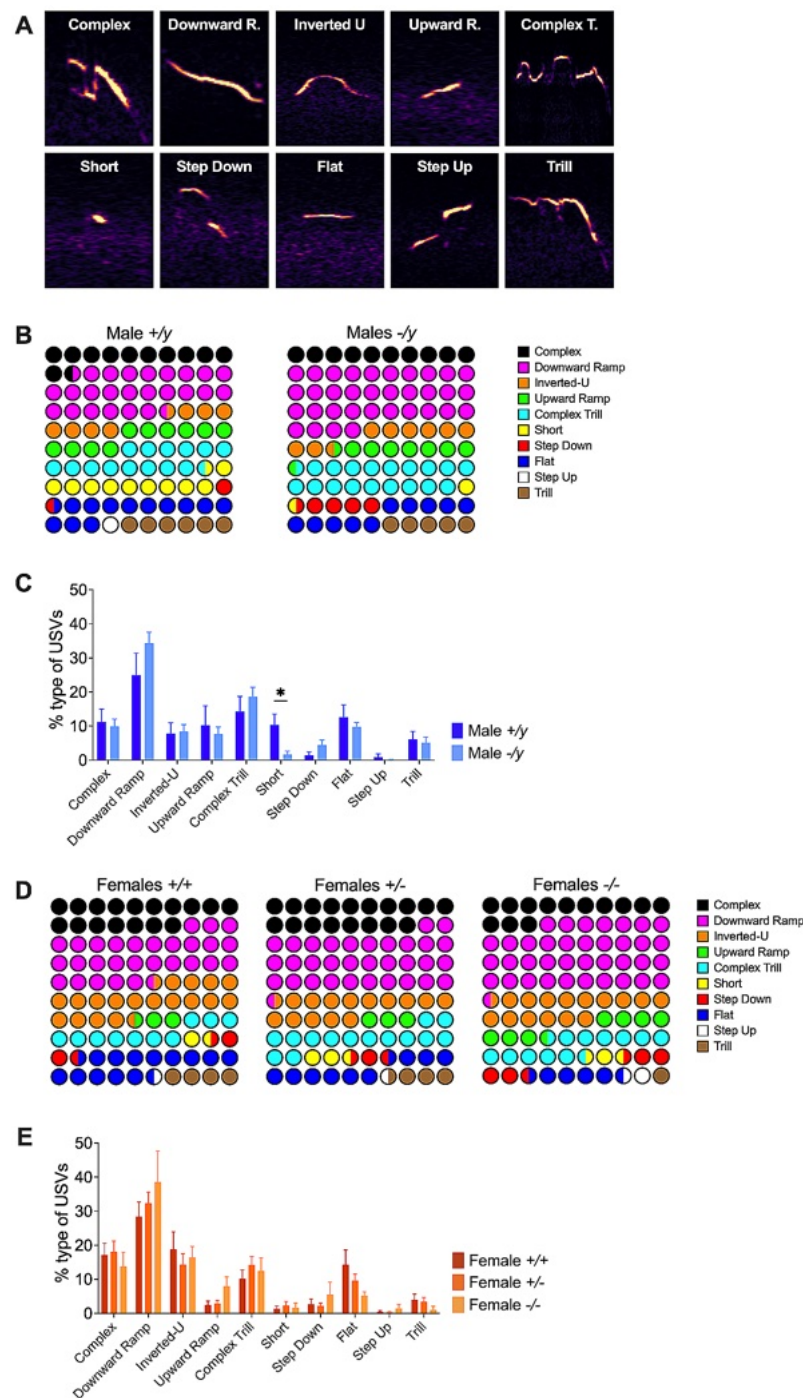 A
Complex Downward R. Inverted U Upward R. Complex T.
Short Step Down Flat Step Up Trill
B
Male +/y Males -/y
Complex
Downward Ramp
Inverted-U
Upward Ramp
Complex Trill
Short
Step Down
Flat
Step Up
Trill
C
% type of USVs
50
40
30
20
10
0
*
Complex
Downward Ramp
Inverted-U
Upward Ramp
Complex Trill
Short
Step Down
Flat
Step Up
Trill
Male +/y
Male -/y
D
Females +/+ Females +/- Females -/-
Complex
Downward Ramp
Inverted-U
Upward Ramp
Complex Trill
Short
Step Down
Flat
Step Up
Trill
E
% type of USVs
50
40
30
20
10
0
Complex
Downward Ramp
Inverted-U
Upward Ramp
Complex Trill
Short
Step Down
Flat
Step Up
Trill
Female +/+
Female +/-
Female -/-